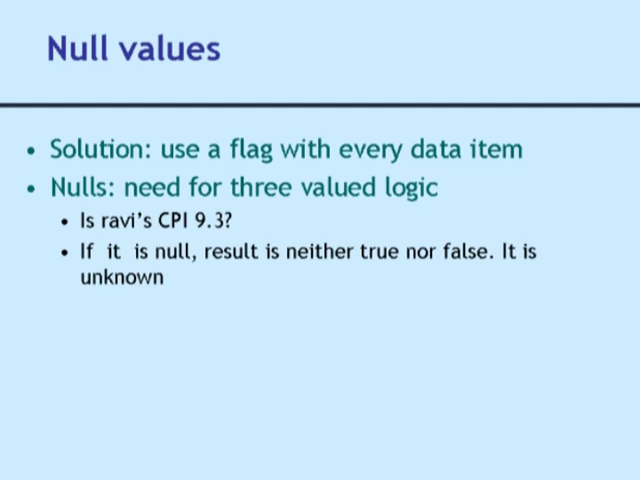 Null values
• Solution: use a flag with every data item
• Nulls: need for three valued logic
• Is ravi's CPI 9.3?
• If it is null, result is neither true nor false. It is
unknown